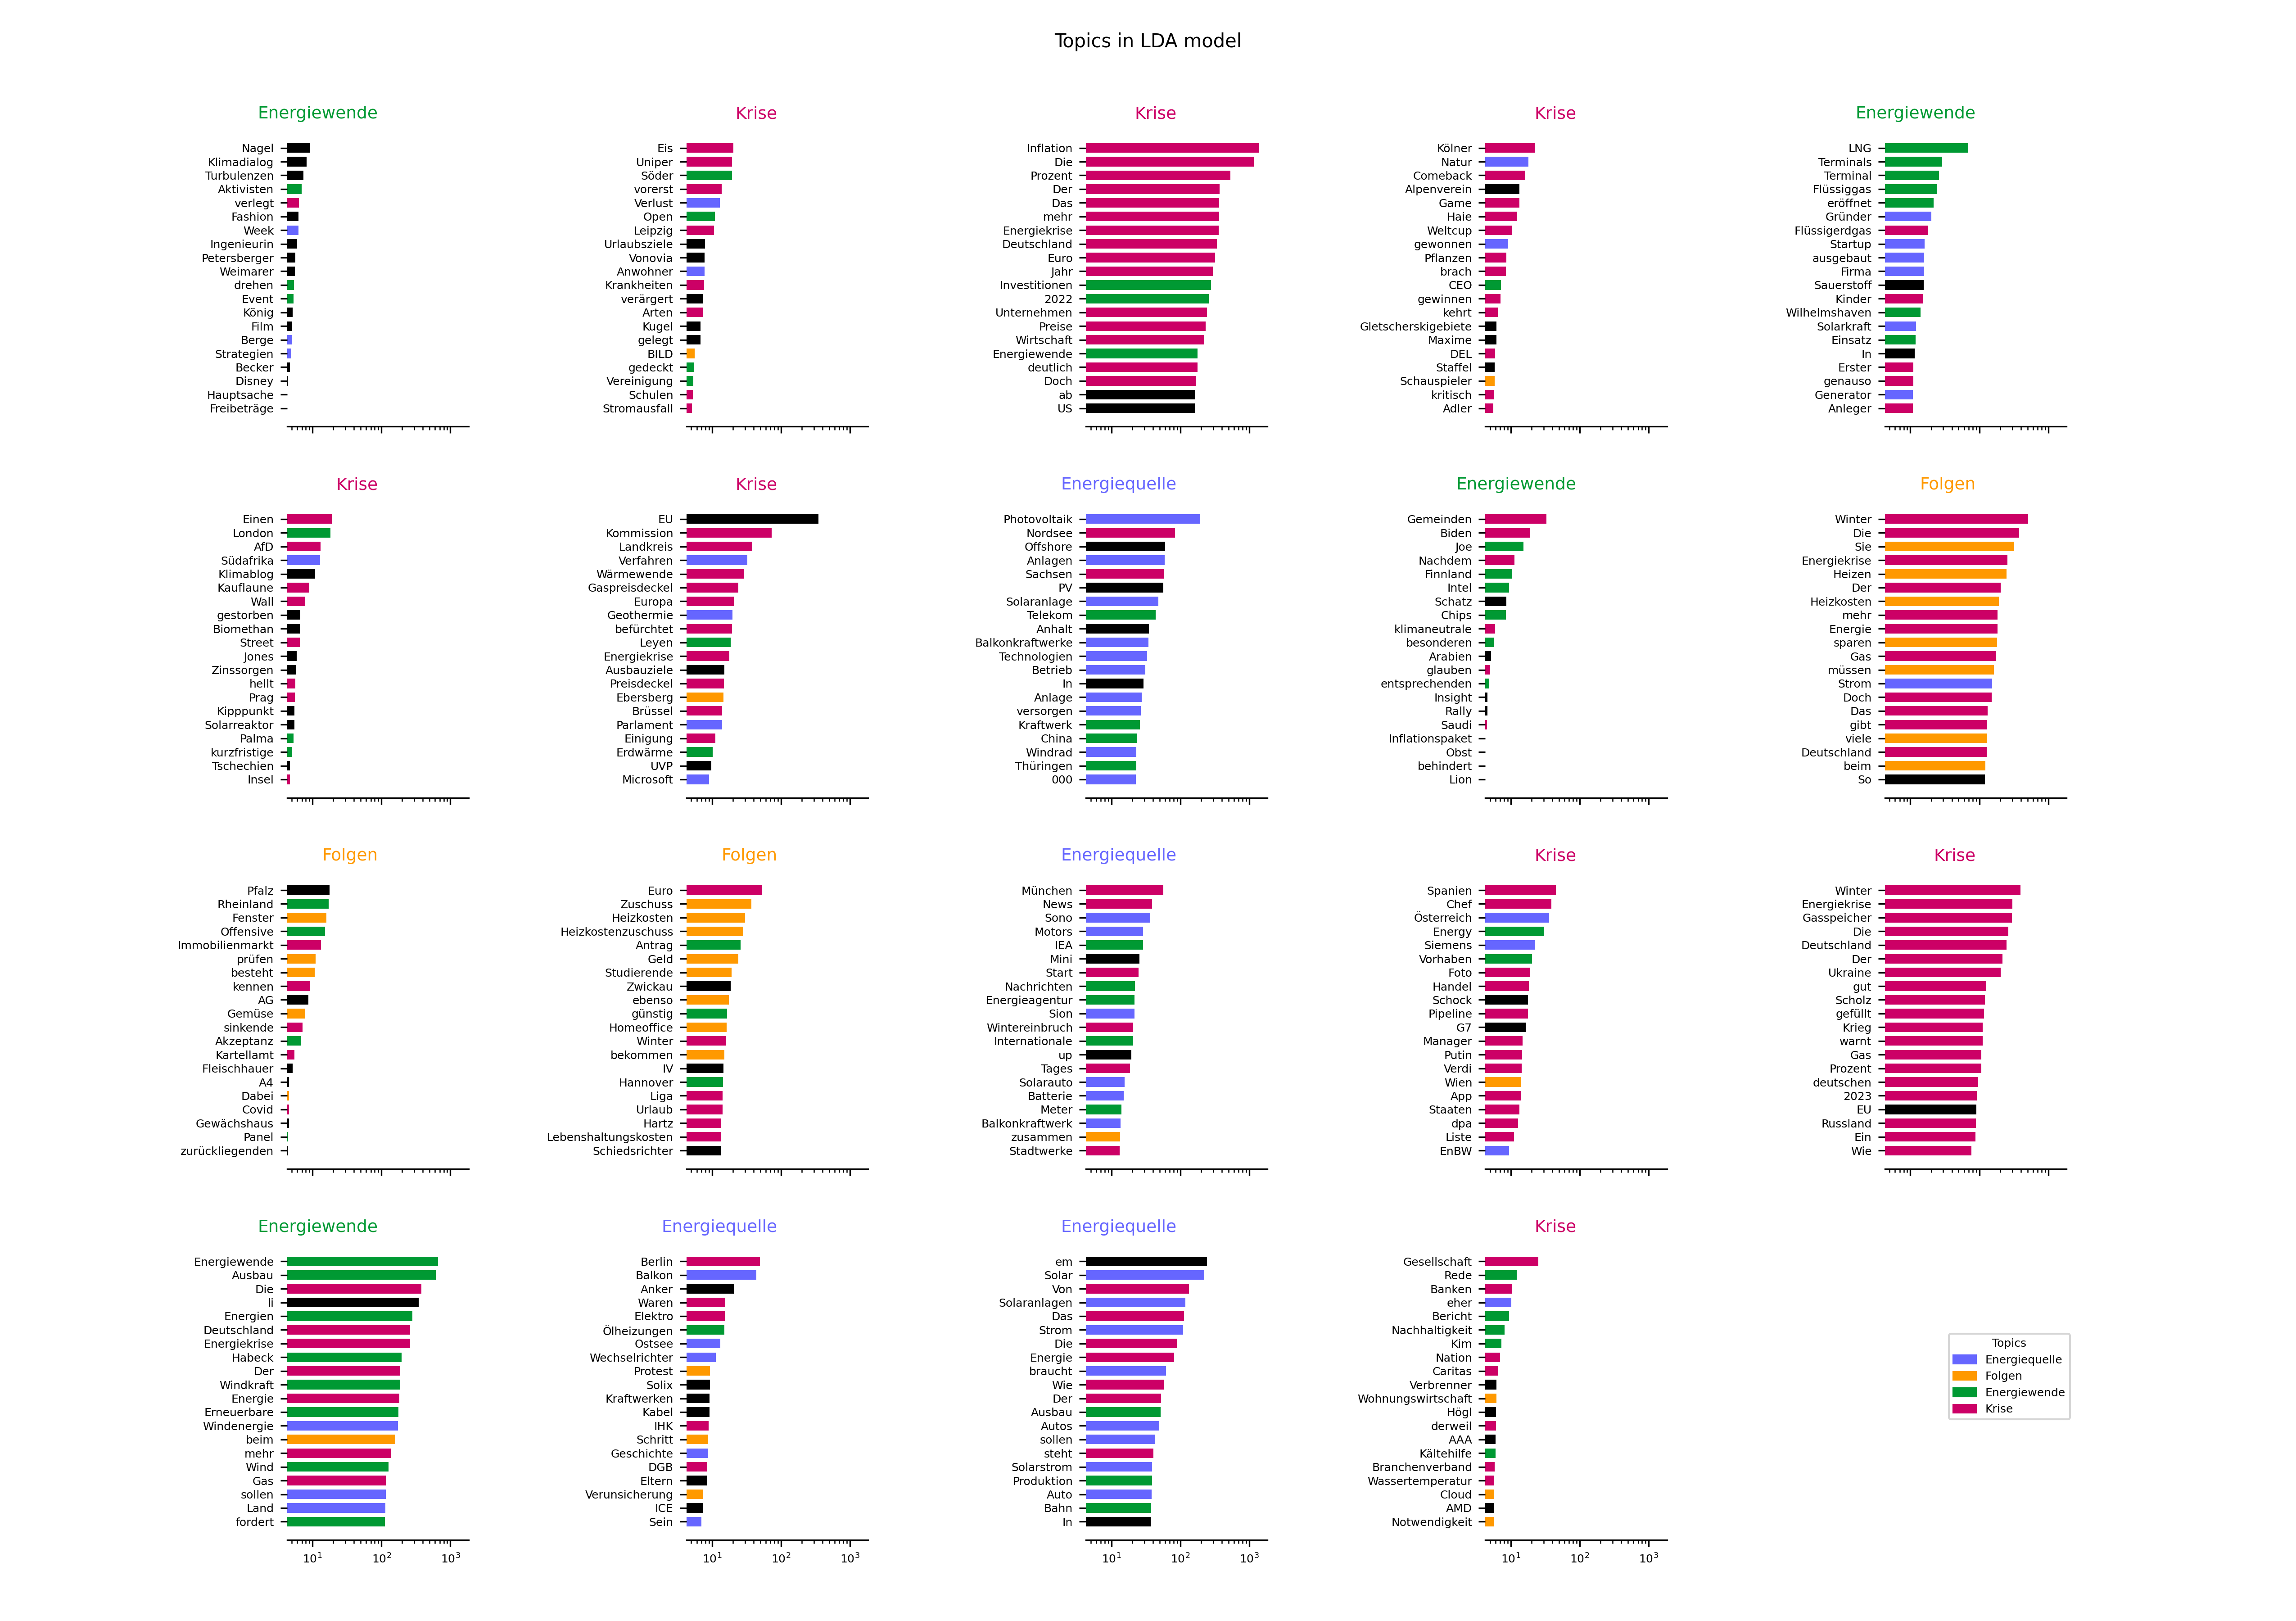 Topics in LDA model
Energiewende
Nagel
Klimadialog
Turbulenzen
Aktivisten
verlegt
Fashion
Week
Ingenieurin
Petersberger
Weimarer
drehen
Event
König
Film
Berge
Strategien
Becker
Disney
Hauptsache
Freibeträge
Krise
Eis
Uniper
Söder
vorerst
Verlust
Open
Leipzig
Urlaubsziele
Vonovia
Anwohner
Krankheiten
verärgert
Arten
Kugel
gelegt
BILD
gedeckt
Vereinigung
Schulen
Stromausfall
Krise
Inflation
Die
Prozent
Der
Das
mehr
Energiekrise
Deutschland
Euro
Jahr
Investitionen
2022
Unternehmen
Preise
Wirtschaft
Energiewende
deutlich
Doch
ab
US
Krise
Kölner
Natur
Comeback
Alpenverein
Game
Haie
Weltcup
gewonnen
Pflanzen
brach
CEO
gewinnen
kehrt
Gletscherskigebiete
Maxime
DEL
Staffel
Schauspieler
kritisch
Adler
Energiewende
LNG
Terminals
Terminal
Flüssiggas
eröffnet
Gründer
Flüssigerdgas
Startup
ausgebaut
Firma
Sauerstoff
Kinder
Wilhelmshaven
Solarkraft
Einsatz
In
Erster
genauso
Generator
Anleger
Krise
Einen
London
AfD
Südafrika
Klimablog
Kauflaune
Wall
gestorben
Biomethan
Street
Jones
Zinssorgen
hellt
Prag
Kipppunkt
Solarreaktor
Palma
kurzfristige
Tschechien
Insel
Krise
EU
Kommission
Landkreis
Verfahren
Wärmewende
Gaspreisdeckel
Europa
Geothermie
befürchtet
Leyen
Energiekrise
Ausbauziele
Preisdeckel
Ebersberg
Brüssel
Parlament
Einigung
Erdwärme
UVP
Microsoft
Energiequelle
Photovoltaik
Nordsee
Offshore
Anlagen
Sachsen
PV
Solaranlage
Telekom
Anhalt
Balkonkraftwerke
Technologien
Betrieb
In
Anlage
versorgen
Kraftwerk
China
Windrad
Thüringen
000
Energiewende
Gemeinden
Biden
Joe
Nachdem
Finnland
Intel
Schatz
Chips
klimaneutrale
besonderen
Arabien
glauben
entsprechenden
Insight
Rally
Saudi
Inflationspaket
Obst
behindert
Lion
Folgen
Winter
Die
Sie
Energiekrise
Heizen
Der
Heizkosten
mehr
Energie
sparen
Gas
müssen
Strom
Doch
Das
gibt
viele
Deutschland
beim
So
Folgen
Pfalz
Rheinland
Fenster
Offensive
Immobilienmarkt
prüfen
besteht
kennen
AG
Gemüse
sinkende
Akzeptanz
Kartellamt
Fleischhauer
A4
Dabei
Covid
Gewächshaus
Panel
zurückliegenden
Folgen
Euro
Zuschuss
Heizkosten
Heizkostenzuschuss
Antrag
Geld
Studierende
Zwickau
ebenso
günstig
Homeoffice
Winter
bekommen
IV
Hannover
Liga
Urlaub
Hartz
Lebenshaltungskosten
Schiedsrichter
Energiequelle
München
News
Sono
Motors
IEA
Mini
Start
Nachrichten
Energieagentur
Sion
Wintereinbruch
Internationale
up
Tages
Solarauto
Batterie
Meter
Balkonkraftwerk
zusammen
Stadtwerke
Krise
Spanien
Chef
Österreich
Energy
Siemens
Vorhaben
Foto
Handel
Schock
Pipeline
G7
Manager
Putin
Verdi
Wien
App
Staaten
dpa
Liste
EnBW
Krise
Winter
Energiekrise
Gasspeicher
Die
Deutschland
Der
Ukraine
gut
Scholz
gefüllt
Krieg
warnt
Gas
Prozent
deutschen
2023
EU
Russland
Ein
Wie
Energiewende
Energiewende
Ausbau
Die
li
Energien
Deutschland
Energiekrise
Habeck
Der
Windkraft
Energie
Erneuerbare
Windenergie
beim
mehr
Wind
Gas
sollen
Land
fordert
10¹ 10² 10³
Energiequelle
Berlin
Balkon
Anker
Waren
Elektro
Ölheizungen
Ostsee
Wechselrichter
Protest
Solix
Kraftwerken
Kabel
IHK
Schritt
Geschichte
DGB
Eltern
Verunsicherung
ICE
Sein
10¹ 10² 10³
Energiequelle
em
Solar
Von
Solaranlagen
Das
Strom
Die
Energie
braucht
Wie
Der
Ausbau
Autos
sollen
steht
Solarstrom
Produktion
Auto
Bahn
In
10¹ 10² 10³
Krise
Gesellschaft
Rede
Banken
eher
Bericht
Nachhaltigkeit
Kim
Nation
Caritas
Verbrenner
Wohnungswirtschaft
Högl
derweil
AAA
Kältehilfe
Branchenverband
Wassertemperatur
Cloud
AMD
Notwendigkeit
10¹ 10² 10³
Topics
Energiequelle
Folgen
Energiewende
Krise